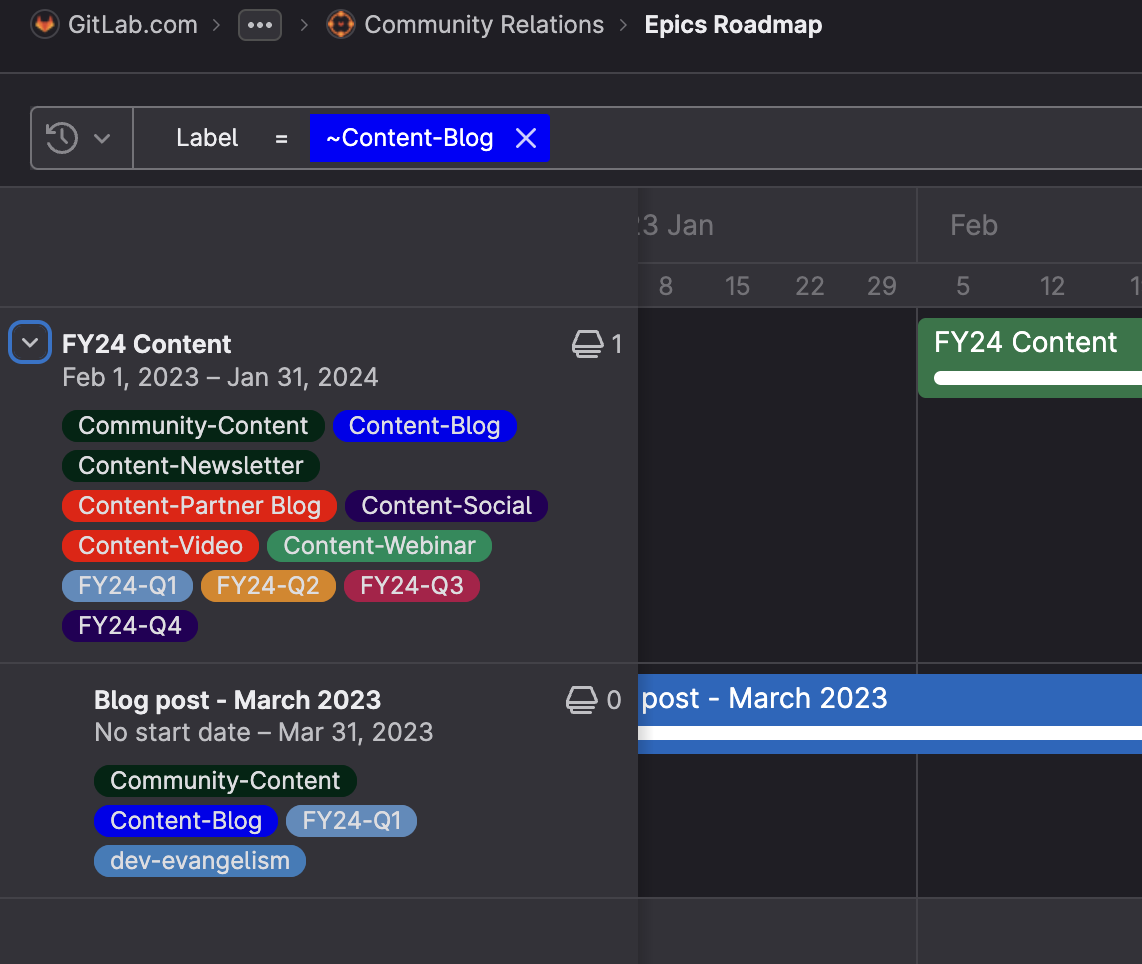 GitLab.com > ••• > Community Relations > Epics Roadmap
Label = ~Content-Blog
23 Jan Feb
8 15 22 29 5 12
FY24 Content 1
Feb 1, 2023 – Jan 31, 2024
Community-Content Content-Blog
Content-Newsletter
Content-Partner Blog Content-Social
Content-Video Content-Webinar
FY24-Q1 FY24-Q2 FY24-Q3
FY24-Q4
FY24 Content
Blog post - March 2023 0
No start date – Mar 31, 2023
Community-Content
Content-Blog FY24-Q1
dev-evangelism
post - March 2023